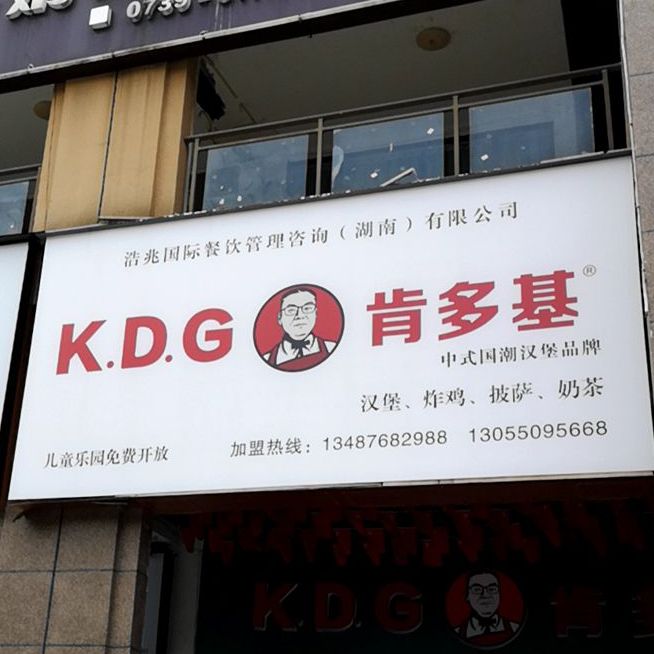 0739
浩兆国际餐饮管理咨询（湖南）有限公司
K.D.G 肯多基®
中式国潮汉堡品牌
汉堡、炸鸡、披萨、奶茶
儿童乐园免费开放 加盟热线：13487682988 13055095668
K.D.G 肯